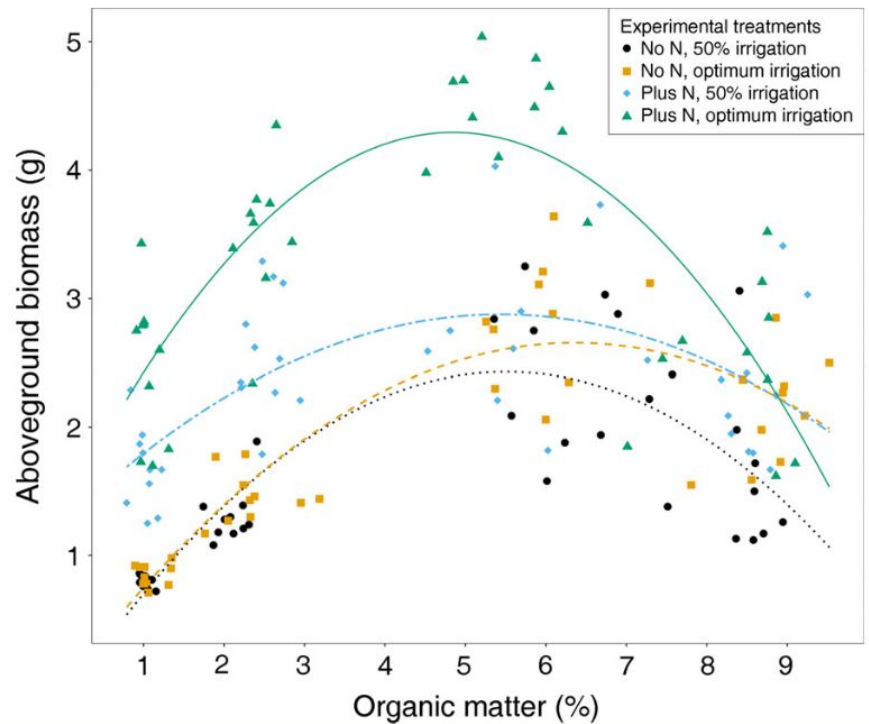 Experimental treatments
No N, 50% irrigation
No N, optimum irrigation
Plus N, 50% irrigation
Plus N, optimum irrigation
5
4
3
2
1
Aboveground biomass (g)
1 2 3 4 5 6 7 8 9
Organic matter (%)